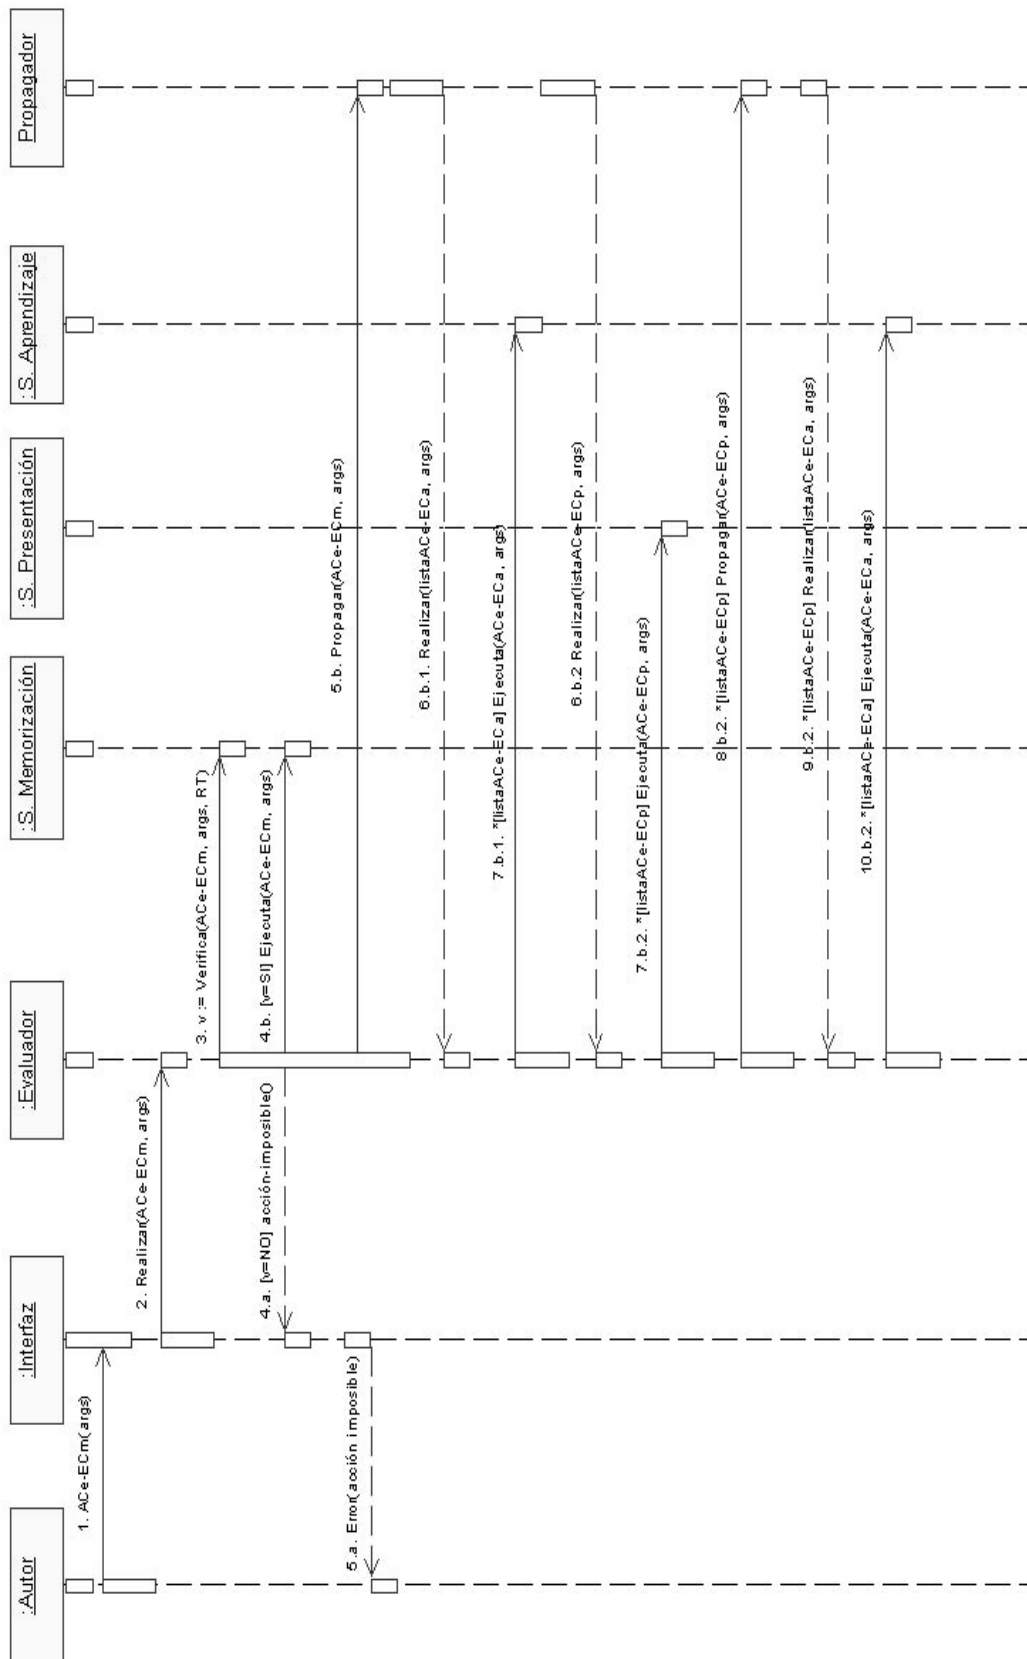 :Autor
:Interfaz
:Evaluador
:S. Memorización
:S. Presentación
:S. Aprendizaje
Propagador
1. ACe-ECm(args)
2. Realizar(ACe-ECm, args)
3. v := Verifica(ACe-ECm, args, RT)
4.a. [v=NO] acción-imposible()
4.b. [v=SI] Ejecuta(ACe-ECm, args)
5.a. Error(acción imposible)
5.b. Propagar(ACe-ECm, args)
6.b.1. Realizar(listaACe-ECa, args)
7.b.1. *[listaACe-ECa] Ejecuta(ACe-ECa, args)
6.b.2 Realizar(listaACe-ECp, args)
7.b.2. *[listaACe-ECp] Ejecuta(ACe-ECp, args)
8.b.2. *[listaACe-ECp] Propagar(ACe-ECp, args)
9.b.2. *[listaACe-ECp] Realizar(listaACe-ECa, args)
10.b.2. *[listaACe-ECa] Ejecuta(ACe-ECa, args)